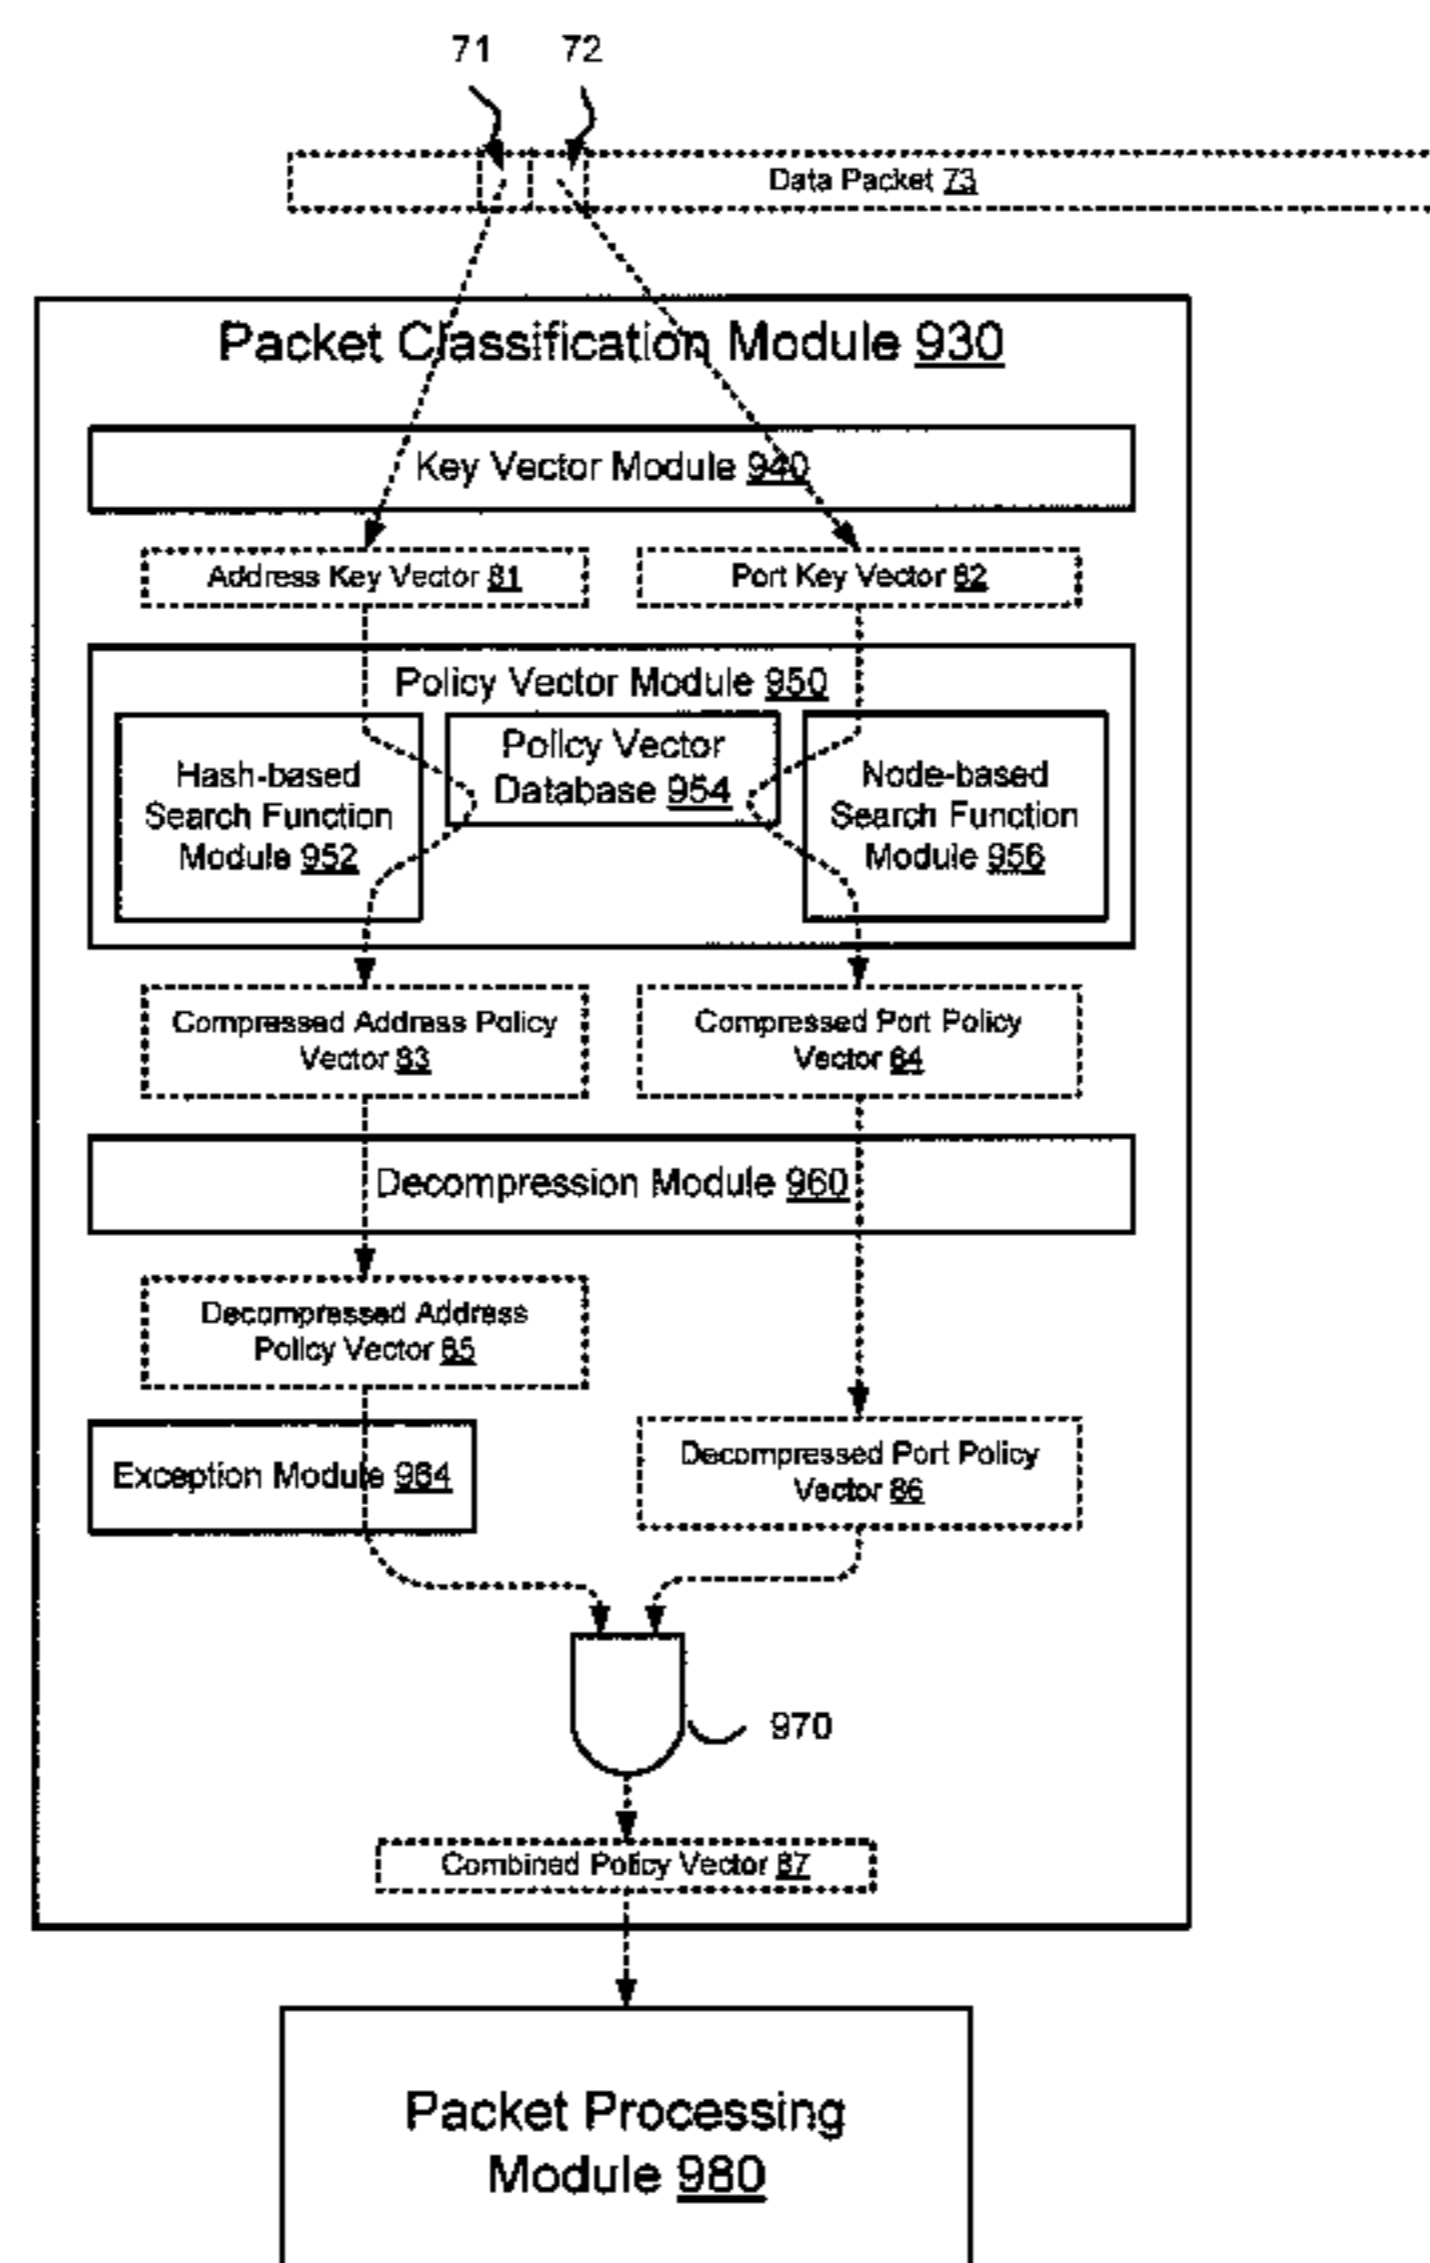 71 72
Data Packet 73
Packet Classification Module 930
Key Vector Module 940
Address Key Vector 81
Port Key Vector 82
Policy Vector Module 950
Hash-based
Search Function
Module 952
Policy Vector
Database 954
Node-based
Search Function
Module 956
Compressed Address Policy
Vector 83
Compressed Port Policy
Vector 84
Decompression Module 960
Decompressed Address
Policy Vector 85
Exception Module 964
Decompressed Port Policy
Vector 86
970
Combined Policy Vector 87
Packet Processing
Module 980